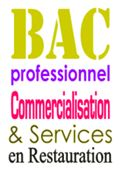 BAC
professionnel
Commercialisation
& Services
en Restauration